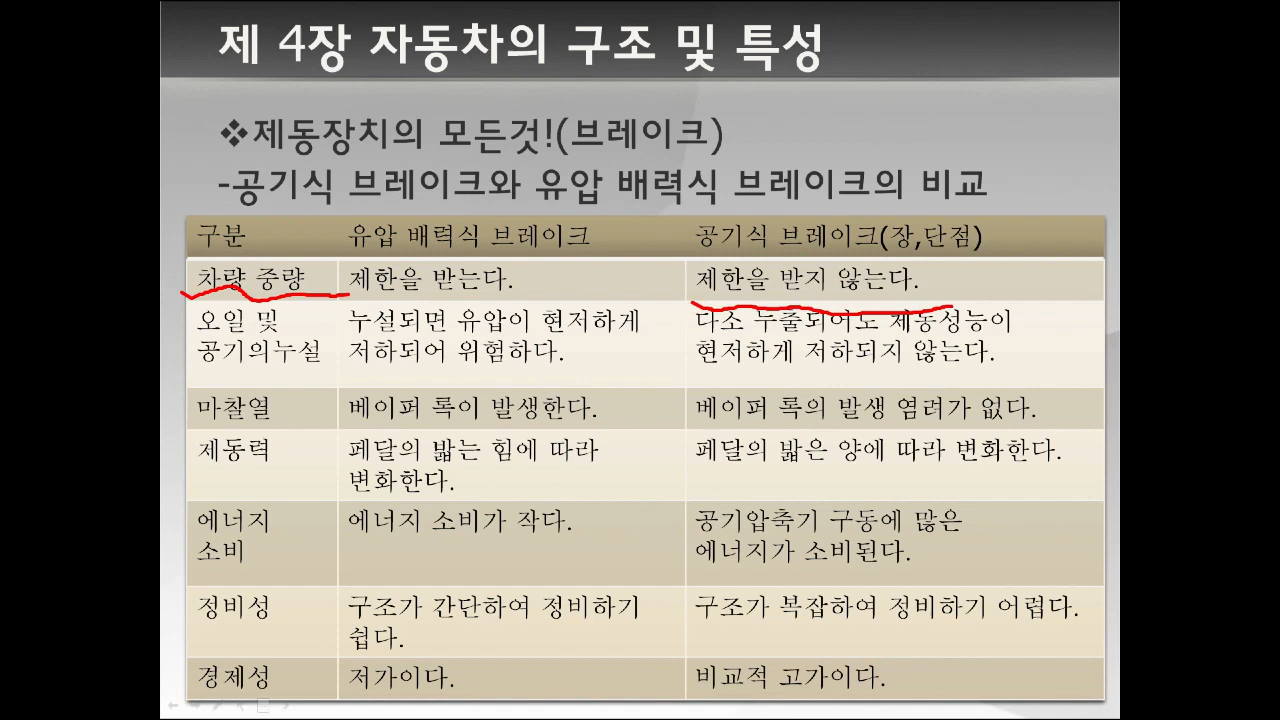 제 4장 자동차의 구조 및 특성
❖제동장치의 모든것!(브레이크)
-공기식 브레이크와 유압 배력식 브레이크의 비교
구분 유압 배력식 브레이크 공기식 브레이크(장,단점)
차량 중량 제한을 받는다. 제한을 받지 않는다.
오일 및 누설되면 유압이 현저하게 다소 누출되어도 제동성능이
공기의누설 저하되어 위험하다. 현저하게 저하되지 않는다.
마찰열 베이퍼 록이 발생한다. 베이퍼 록의 발생 염려가 없다.
제동력 페달의 밟는 힘에 따라 페달의 밟은 양에 따라 변화한다.
변화한다.
에너지 에너지 소비가 작다. 공기압축기 구동에 많은
소비 에너지가 소비된다.
정비성 구조가 간단하여 정비하기 구조가 복잡하여 정비하기 어렵다.
쉽다.
경제성 저가이다. 비교적 고가이다.